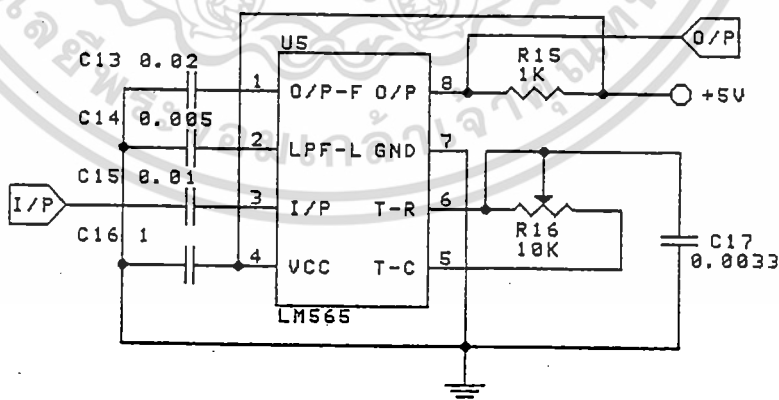 U5
C13 0.02
1
O/P-F
O/P
8
R15
1K
O/P
+5V
C14 0.005
2
LPF-L
GND
7
C15 0.01
I/P
3
I/P
T-R
6
R16
10K
C16 1
4
VCC
T-C
5
C17
0.0033
LM565